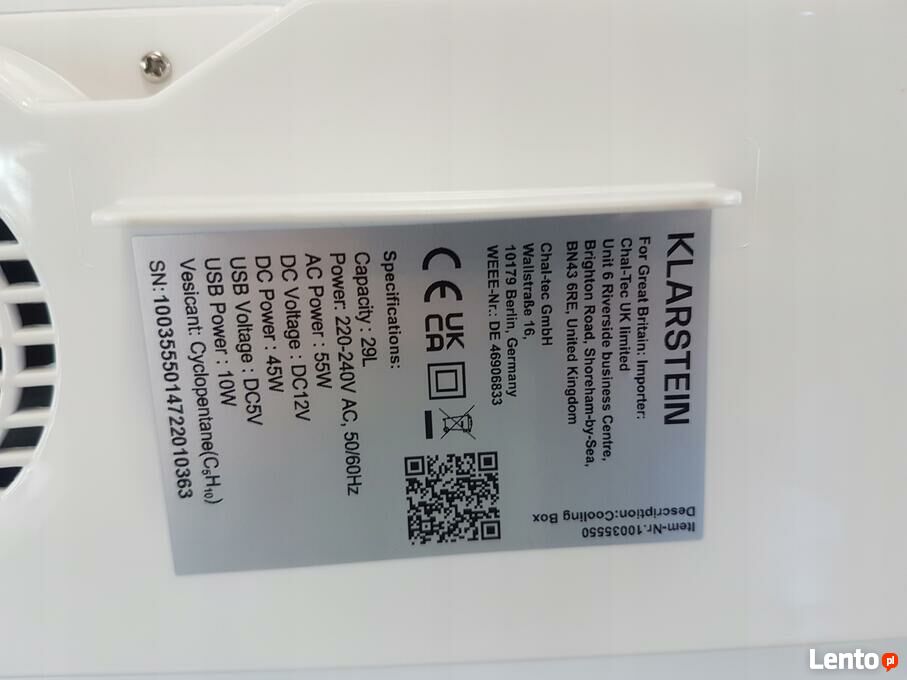 KLARSTEIN
Item-Nr.10035550
Description:Cooling Box
For Great Britain: Importer:
Chal-Tec UK limited
Unit 6 Riverside business Centre,
Brighton Road, Shoreham-by-Sea,
BN43 6RE, United Kingdom
Chal-tec GmbH
Wallstraße 16,
10179 Berlin, Germany
WEEE-Nr.: DE 46906833
CE UK CA
Specifications:
Capacity : 29L
Power: 220-240V AC, 50/60Hz
AC Power : 55W
DC Voltage : DC12V
DC Power : 45W
USB Voltage : DC5V
USB Power : 10W
Vesicant: Cyclopentane(C₅H₁₀)
SN:1003555014722010363
Lento pl